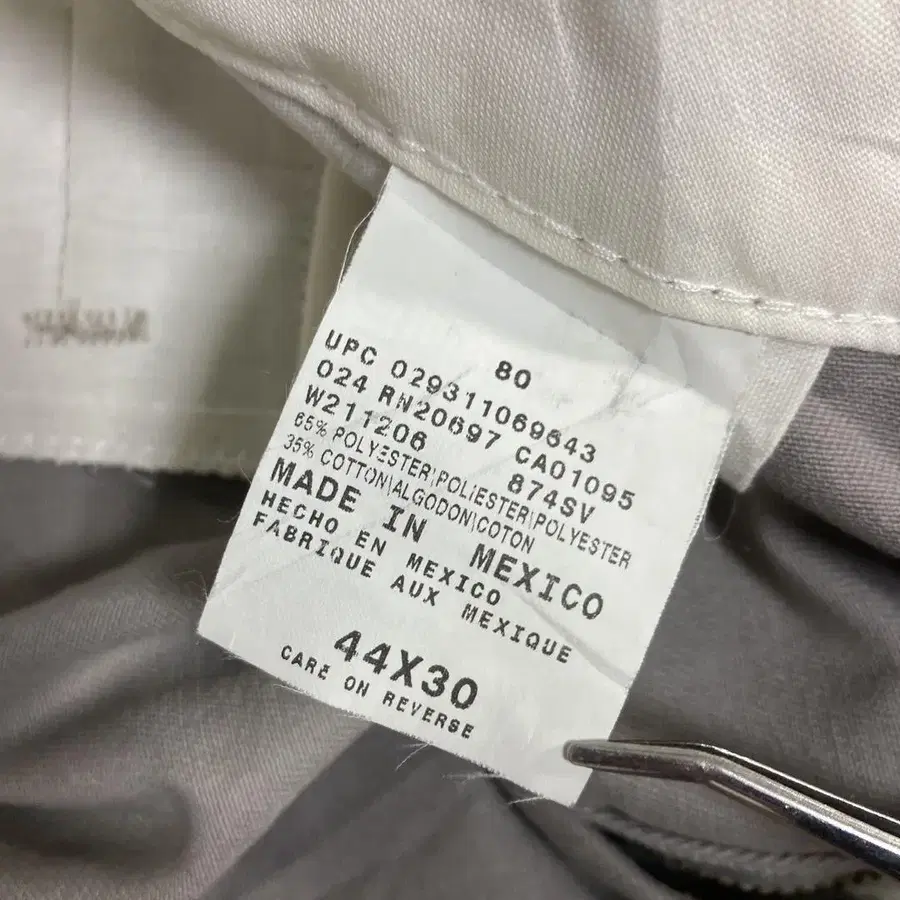 80
UPC 029311069643
024 RN20697 CA01095
W211206 874SV
65% POLYESTER\POLIESTER\POLYESTER
35% COTTON\ALGODON\COTON
MADE IN MEXICO
HECHO EN MEXICO
FABRIQUE AUX MEXIQUE
44X30
CARE ON REVERSE